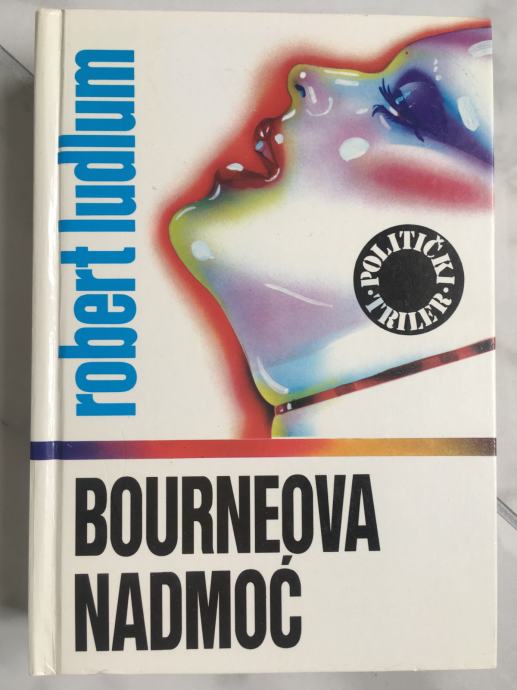 robert ludlum
POLITIČKI
TRILER
BOURNEOVA
NADMOĆ